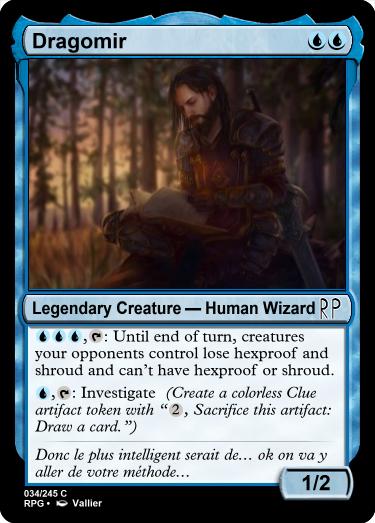 Dragomir
Legendary Creature — Human Wizard RP
, : Until end of turn, creatures
your opponents control lose hexproof and
shroud and can't have hexproof or shroud.
, : Investigate (Create a colorless Clue
artifact token with “2, Sacrifice this artifact:
Draw a card.”)
Donc le plus intelligent serait de… ok on va y
aller de votre méthode…
1/2
034/245 C
RPG • Vallier